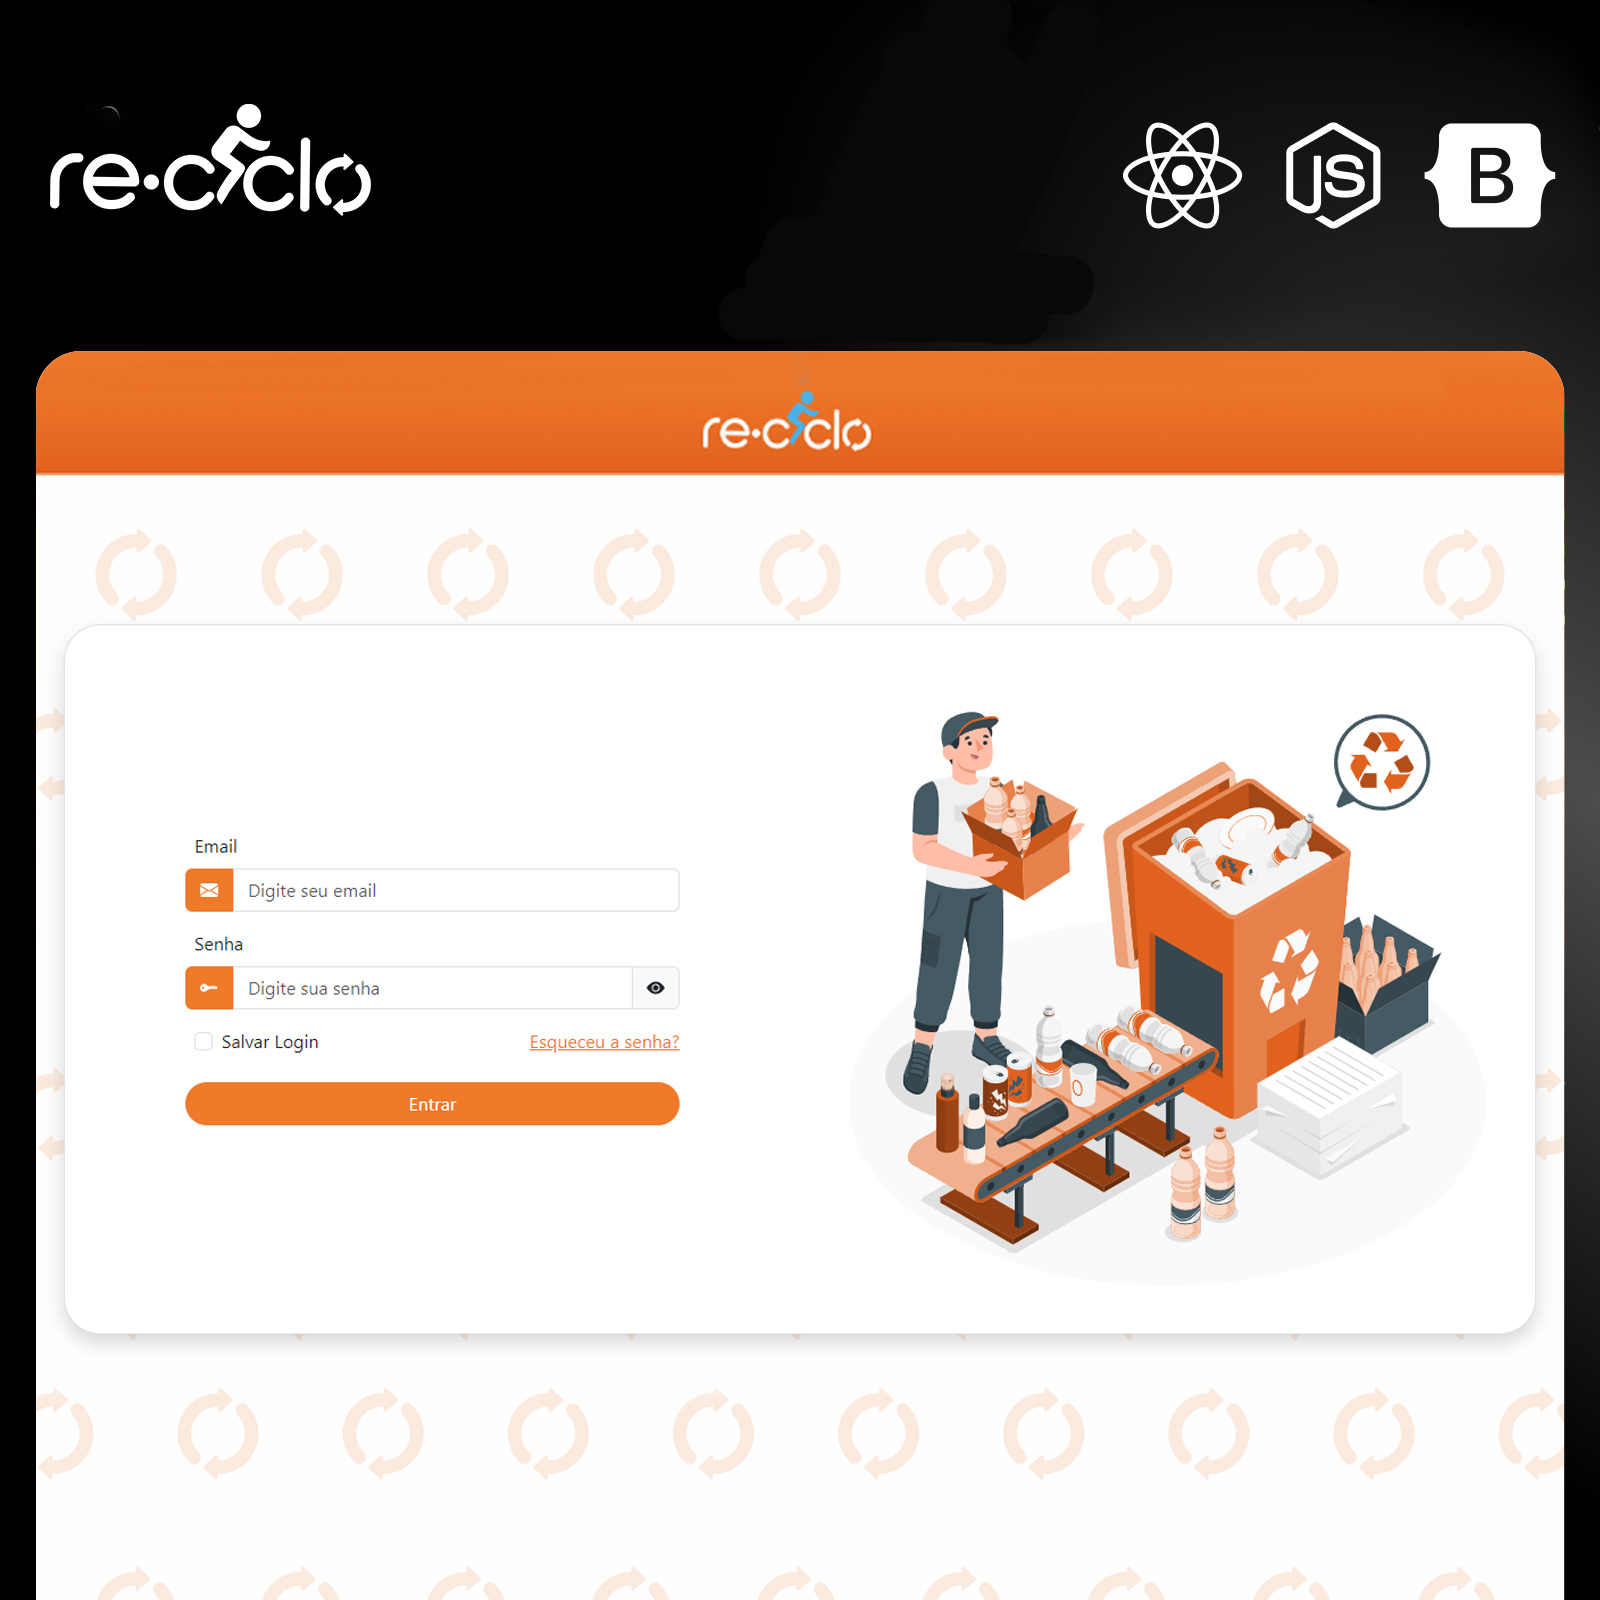 re·ciclo
JS
B
re·ciclo
Email
Digite seu email
Senha
Digite sua senha
Salvar Login
Esqueceu a senha?
Entrar